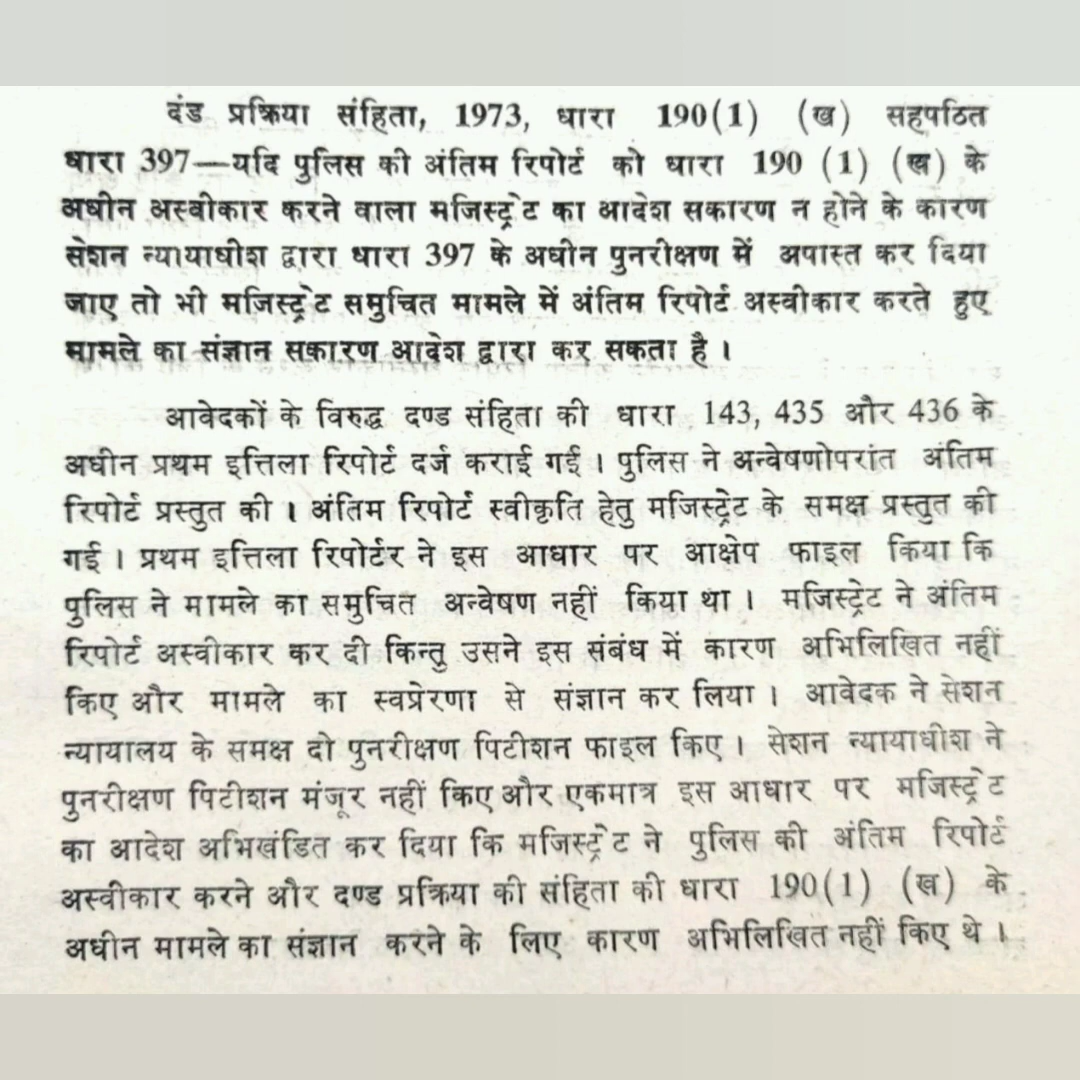 दंड प्रक्रिया संहिता, 1973, धारा 190(1) (ख) सहपठित
धारा 397—यदि पुलिस की अंतिम रिपोर्ट को धारा 190 (1) (ख) के
अधीन अस्वीकार करने वाला मजिस्ट्रेट का आदेश सकारण न होने के कारण
सेशन न्यायाधीश द्वारा धारा 397 के अधीन पुनरीक्षण में अपास्त कर दिया
जाए तो भी मजिस्ट्रेट समुचित मामले में अंतिम रिपोर्ट अस्वीकार करते हुए
मामले का संज्ञान सकारण आदेश द्वारा कर सकता है ।
आवेदकों के विरुद्ध दण्ड संहिता की धारा 143, 435 और 436 के
अधीन प्रथम इत्तिला रिपोर्ट दर्ज कराई गई । पुलिस ने अन्वेषणोपरांत अंतिम
रिपोर्ट प्रस्तुत की । अंतिम रिपोर्ट स्वीकृति हेतु मजिस्ट्रेट के समक्ष प्रस्तुत की
गई । प्रथम इत्तिला रिपोर्टर ने इस आधार पर आक्षेप फाइल किया कि
पुलिस ने मामले का समुचित अन्वेषण नहीं किया था । मजिस्ट्रेट ने अंतिम
रिपोर्ट अस्वीकार कर दी किन्तु उसने इस संबंध में कारण अभिलिखित नहीं
किए और मामले का स्वप्रेरणा से संज्ञान कर लिया । आवेदक ने सेशन
न्यायालय के समक्ष दो पुनरीक्षण पिटीशन फाइल किए । सेशन न्यायाधीश ने
पुनरीक्षण पिटीशन मंजूर नहीं किए और एकमात्र इस आधार पर मजिस्ट्रेट
का आदेश अभिखंडित कर दिया कि मजिस्ट्रेट ने पुलिस की अंतिम रिपोर्ट
अस्वीकार करने और दण्ड प्रक्रिया की संहिता की धारा 190(1) (ख) के
अधीन मामले का संज्ञान करने के लिए कारण अभिलिखित नहीं किए थे ।